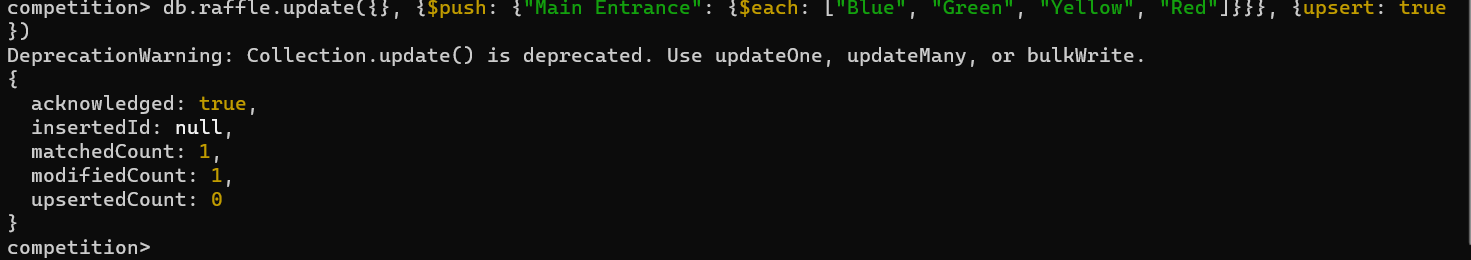 competition> db.raffle.update({}, {$push: {"Main Entrance": {$each: ["Blue", "Green", "Yellow", "Red"]}}}, {upsert: true
})
DeprecationWarning: Collection.update() is deprecated. Use updateOne, updateMany, or bulkWrite.
{
  acknowledged: true,
  insertedId: null,
  matchedCount: 1,
  modifiedCount: 1,
  upsertedCount: 0
}
competition>